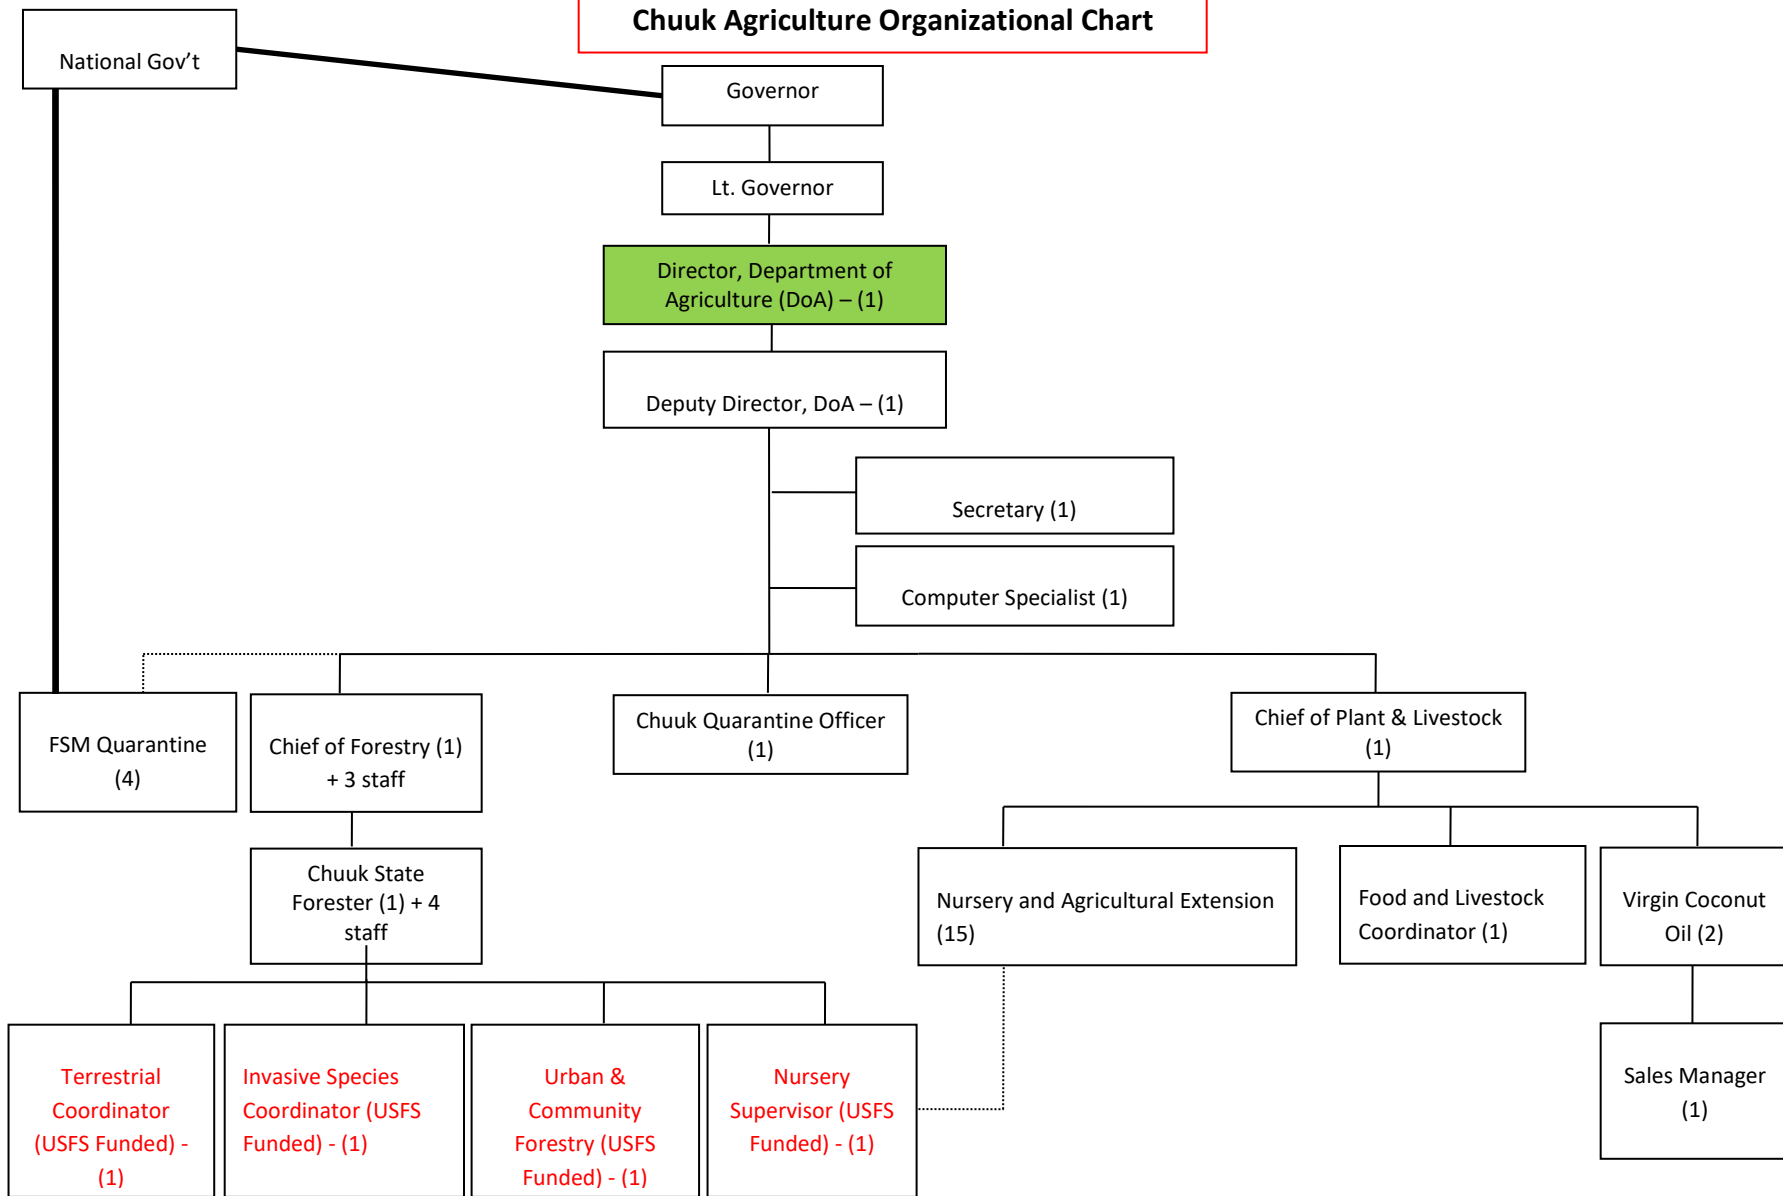 Chuuk Agriculture Organizational Chart
National Gov’t
Governor
Lt. Governor
Director, Department of
Agriculture (DoA) – (1)
Deputy Director, DoA – (1)
Secretary (1)
Computer Specialist (1)
FSM Quarantine
(4)
Chief of Forestry (1)
+ 3 staff
Chuuk Quarantine Officer
(1)
Chief of Plant & Livestock
(1)
Chuuk State
Forester (1) + 4
staff
Nursery and Agricultural Extension
(15)
Food and Livestock
Coordinator (1)
Virgin Coconut
Oil (2)
Terrestrial
Coordinator
(USFS Funded) -
(1)
Invasive Species
Coordinator (USFS
Funded) - (1)
Urban &
Community
Forestry (USFS
Funded) - (1)
Nursery
Supervisor (USFS
Funded) - (1)
Sales Manager
(1)